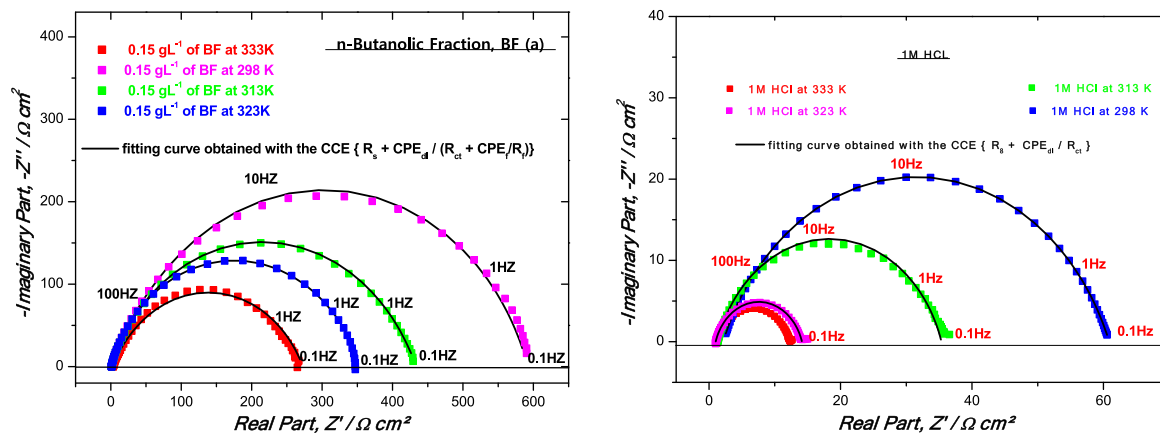 n-Butanolic Fraction, BF (a)
0.15 gL⁻¹ of BF at 333K
0.15 gL⁻¹ of BF at 298 K
0.15 gL⁻¹ of BF at 313K
0.15 gL⁻¹ of BF at 323K
fitting curve obtained with the CCE { Rs + CPEdl / (Rct + CPEf/Rf)}
10HZ
100HZ
1HZ
1HZ
1HZ
1HZ
0.1HZ
0.1HZ
0.1HZ
0.1HZ
400
300
200
100
0
-Imaginary Part, -Z'' / Ω cm²
0 100 200 300 400 500 600
Real Part, Z' / Ω cm²
1M HCL
1M HCl at 333 K
1M HCl at 323 K
1M HCl at 313 K
1M HCl at 298 K
fitting curve obtained with the CCE { R8 + CPEdl / Rct }
10Hz
10Hz
100Hz
1Hz
1Hz
0.1Hz
0.1Hz
0.1Hz
40
30
20
10
0
-Imaginary Part, -Z'' / Ω cm²
0 20 40 60
Real Part, Z' / Ω cm²